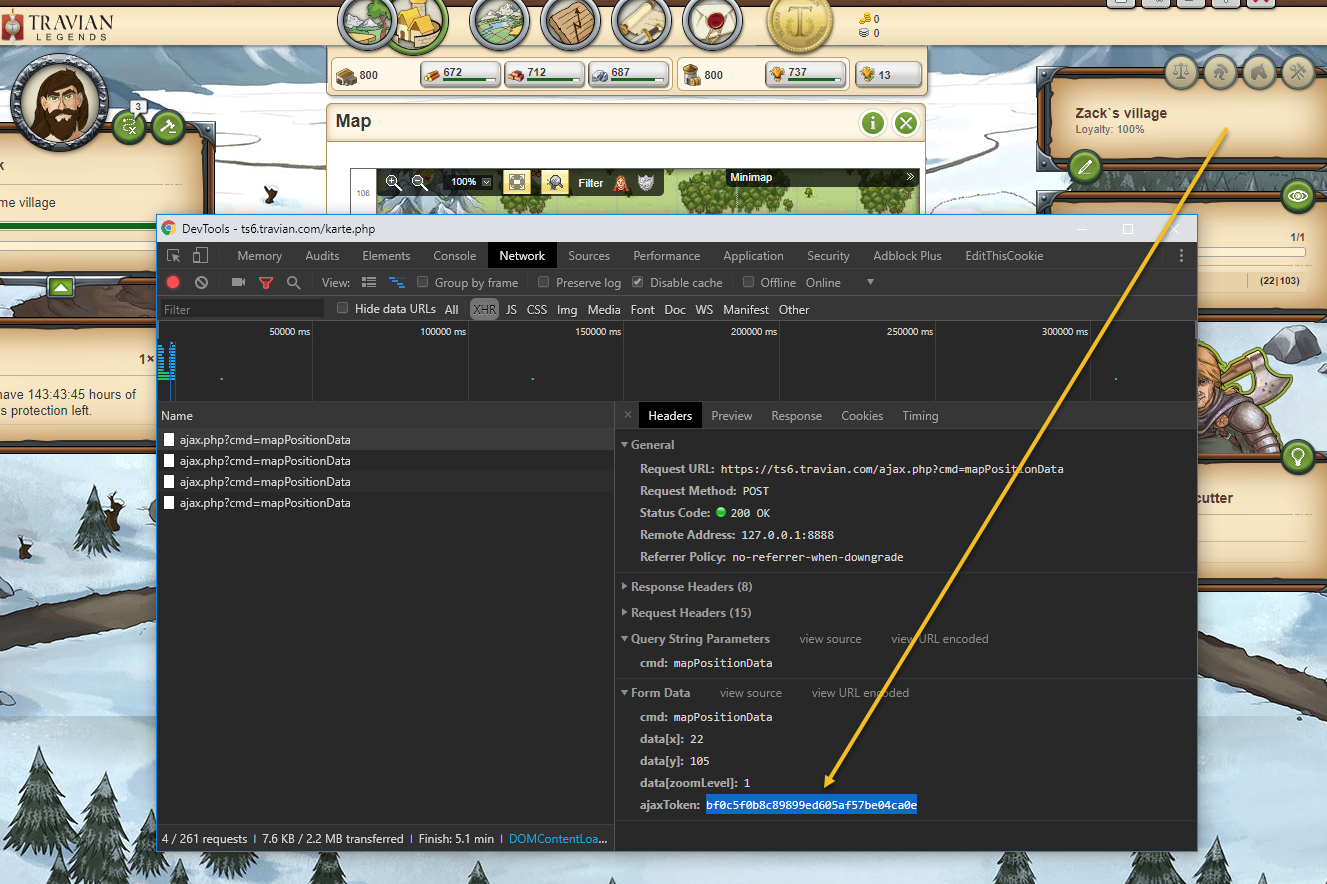 TRAVIAN
LEGENDS
0
0
800
672
712
687
800
737
13
3
Map
Zack`s village
Loyalty: 100%
k
me village
106
100%
Filter
Minimap
1/1
(22|103)
1×
have 143:43:45 hours of
s protection left.
cutter
DevTools - ts6.travian.com/karte.php
Memory Audits Elements Console Network Sources Performance Application Security Adblock Plus EditThisCookie
View: Group by frame Preserve log Disable cache Offline Online
Filter Hide data URLs All XHR JS CSS Img Media Font Doc WS Manifest Other
50000 ms 100000 ms 150000 ms 200000 ms 250000 ms 300000 ms
Name
ajax.php?cmd=mapPositionData
ajax.php?cmd=mapPositionData
ajax.php?cmd=mapPositionData
ajax.php?cmd=mapPositionData
4 / 261 requests | 7.6 KB / 2.2 MB transferred | Finish: 5.1 min | DOMContentLoa...
× Headers Preview Response Cookies Timing
General
Request URL: https://ts6.travian.com/ajax.php?cmd=mapPositionData
Request Method: POST
Status Code: 200 OK
Remote Address: 127.0.0.1:8888
Referrer Policy: no-referrer-when-downgrade
Response Headers (8)
Request Headers (15)
Query String Parameters view source view URL encoded
cmd: mapPositionData
Form Data view source view URL encoded
cmd: mapPositionData
data[x]: 22
data[y]: 105
data[zoomLevel]: 1
ajaxToken: bf0c5f0b8c89899ed605af57be04ca0e